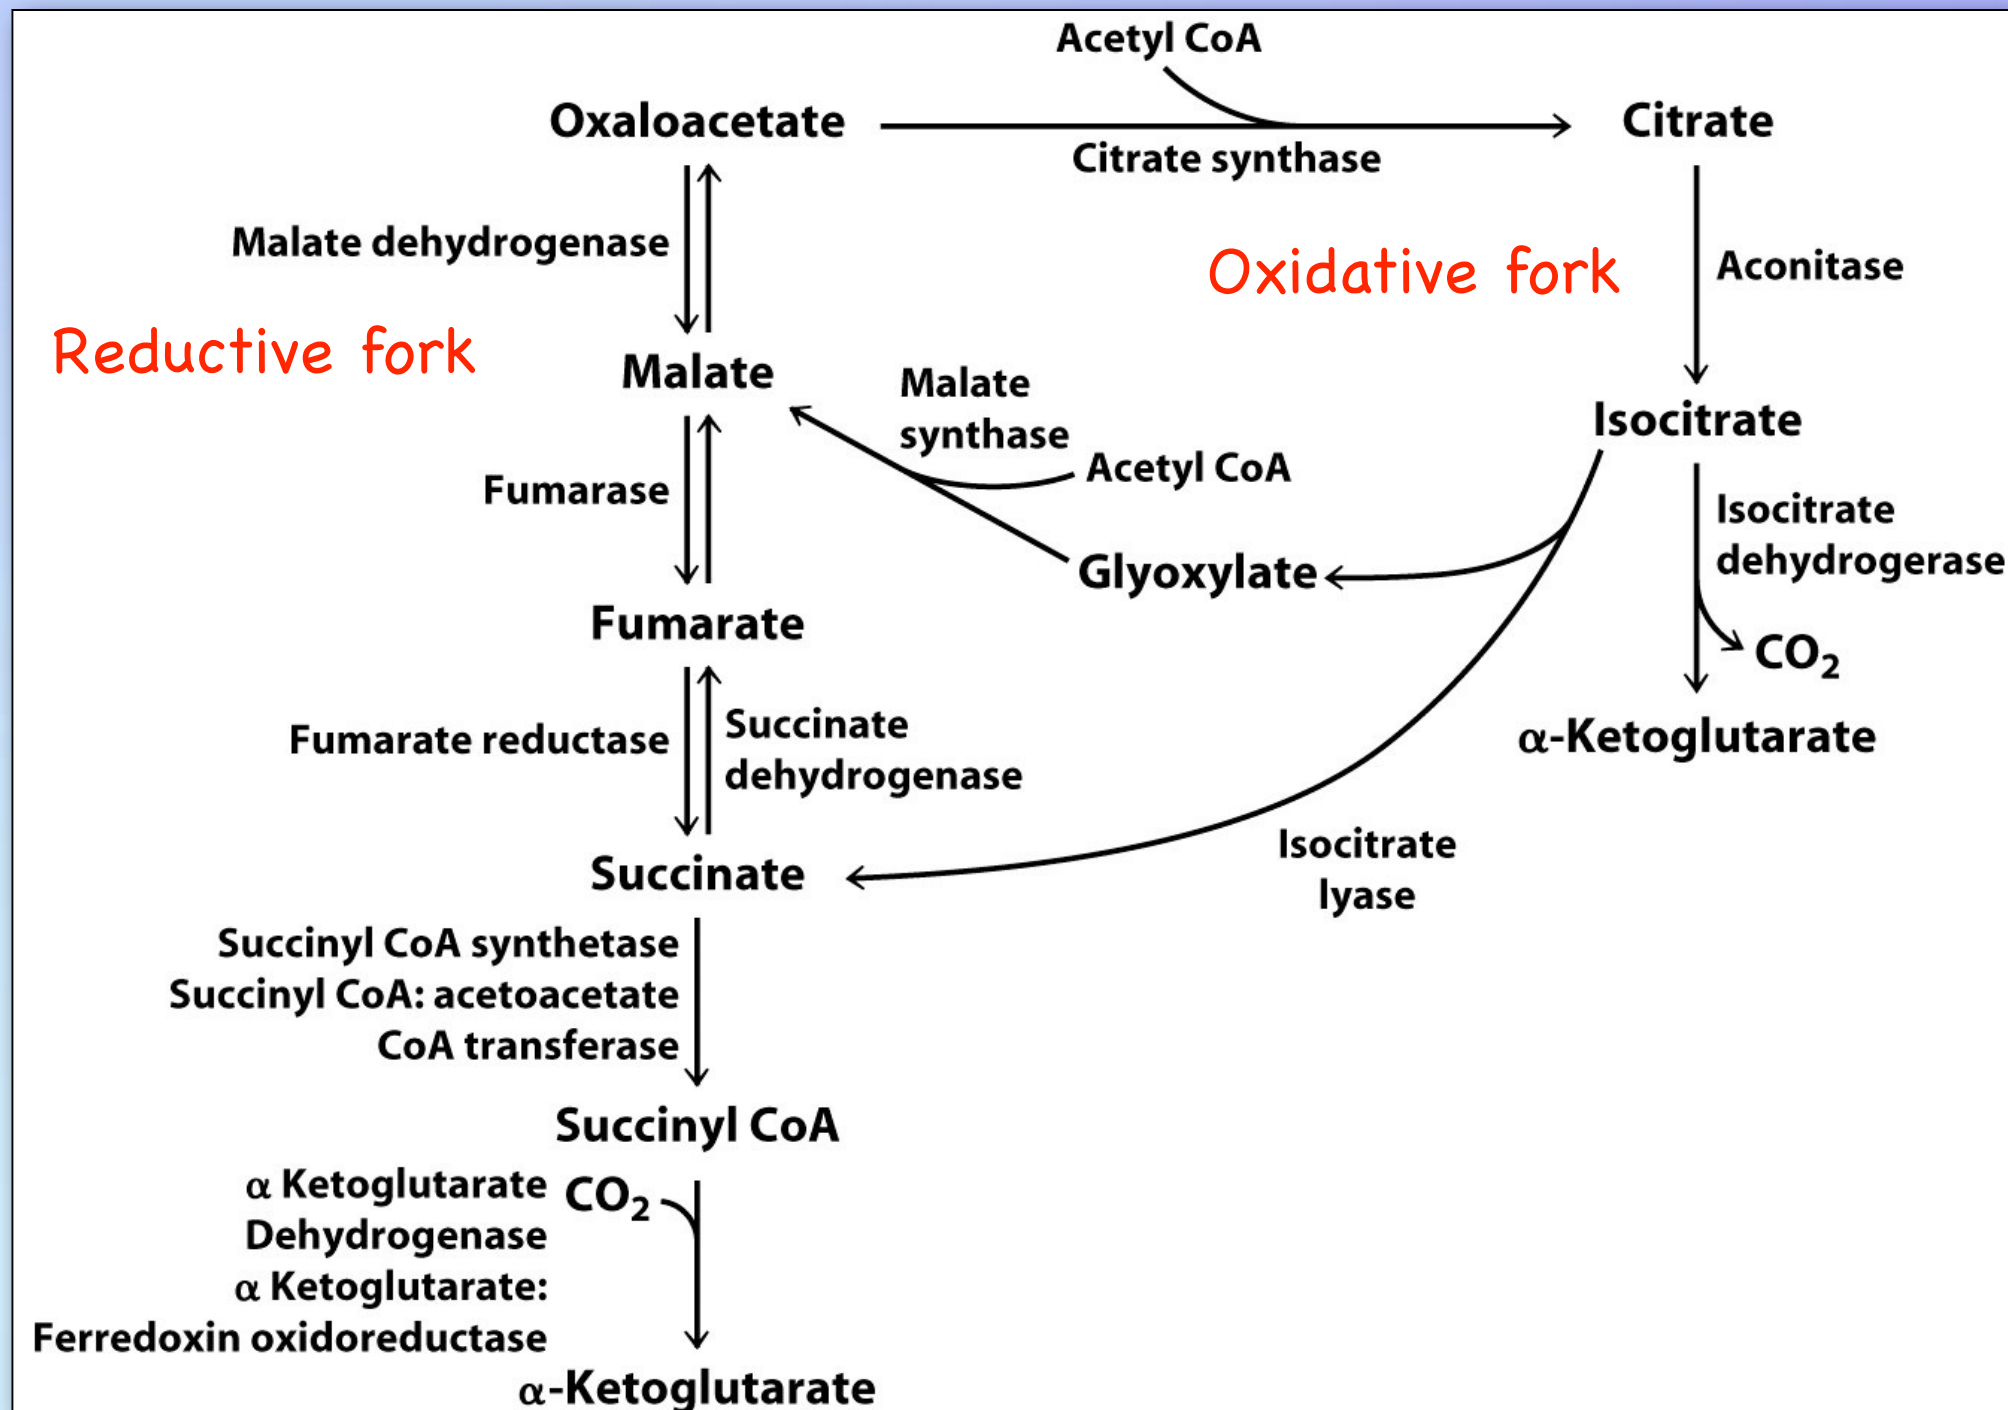 Acetyl CoA
Oxaloacetate
Citrate
Citrate synthase
Malate dehydrogenase
Oxidative fork
Aconitase
Reductive fork
Malate
Malate
synthase
Acetyl CoA
Isocitrate
Fumarase
Isocitrate
dehydrogerase
Glyoxylate
CO₂
Fumarate
Fumarate reductase
Succinate
dehydrogenase
α-Ketoglutarate
Succinate
Isocitrate
lyase
Succinyl CoA synthetase
Succinyl CoA: acetoacetate
CoA transferase
Succinyl CoA
α Ketoglutarate
Dehydrogenase
α Ketoglutarate:
Ferredoxin oxidoreductase
CO₂
α-Ketoglutarate